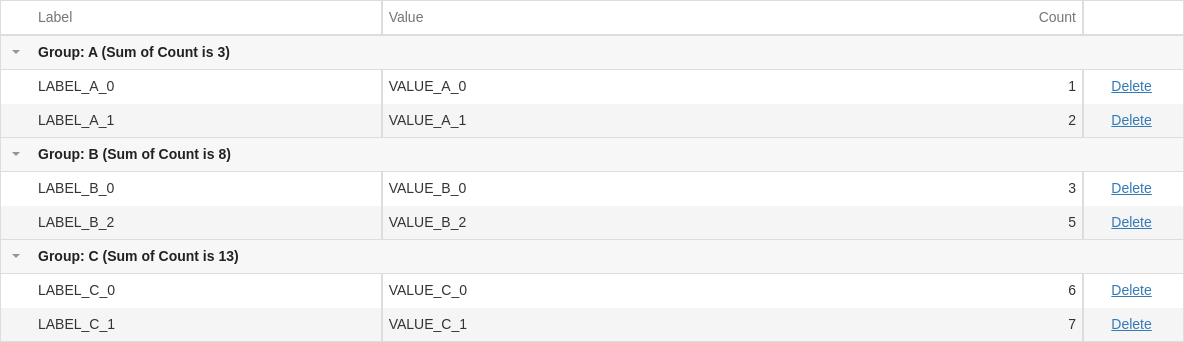 Label Value Count
Group: A (Sum of Count is 3)
LABEL_A_0 VALUE_A_0 1 Delete
LABEL_A_1 VALUE_A_1 2 Delete
Group: B (Sum of Count is 8)
LABEL_B_0 VALUE_B_0 3 Delete
LABEL_B_2 VALUE_B_2 5 Delete
Group: C (Sum of Count is 13)
LABEL_C_0 VALUE_C_0 6 Delete
LABEL_C_1 VALUE_C_1 7 Delete